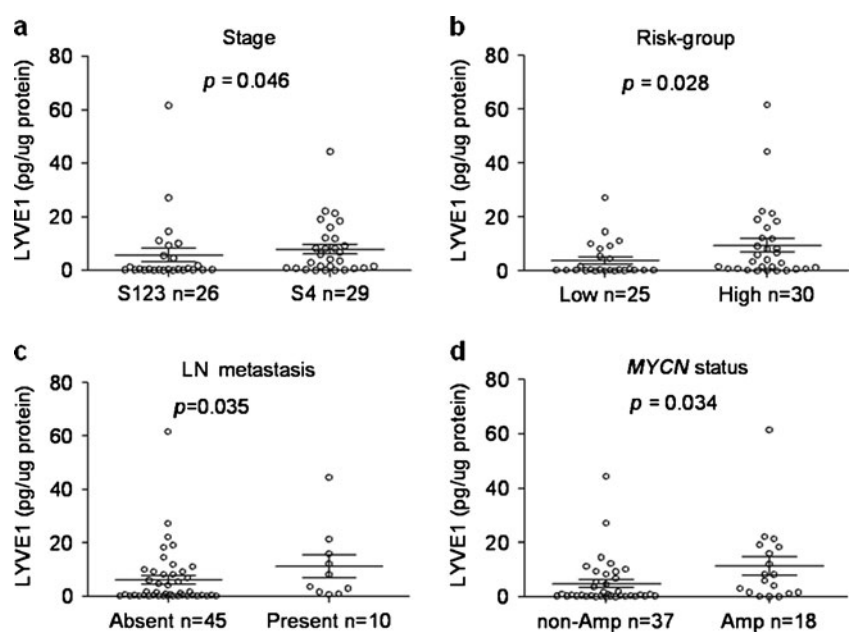 a
Stage
p = 0.046
LYVE1 (pg/ug protein)
80
60
40
20
0
S123 n=26 S4 n=29
b
Risk-group
p = 0.028
LYVE1 (pg/ug protein)
80
60
40
20
0
Low n=25 High n=30
c
LN metastasis
p=0.035
LYVE1 (pg/ug protein)
80
60
40
20
0
Absent n=45 Present n=10
d
MYCN status
p = 0.034
LYVE1 (pg/ug protein)
80
60
40
20
0
non-Amp n=37 Amp n=18